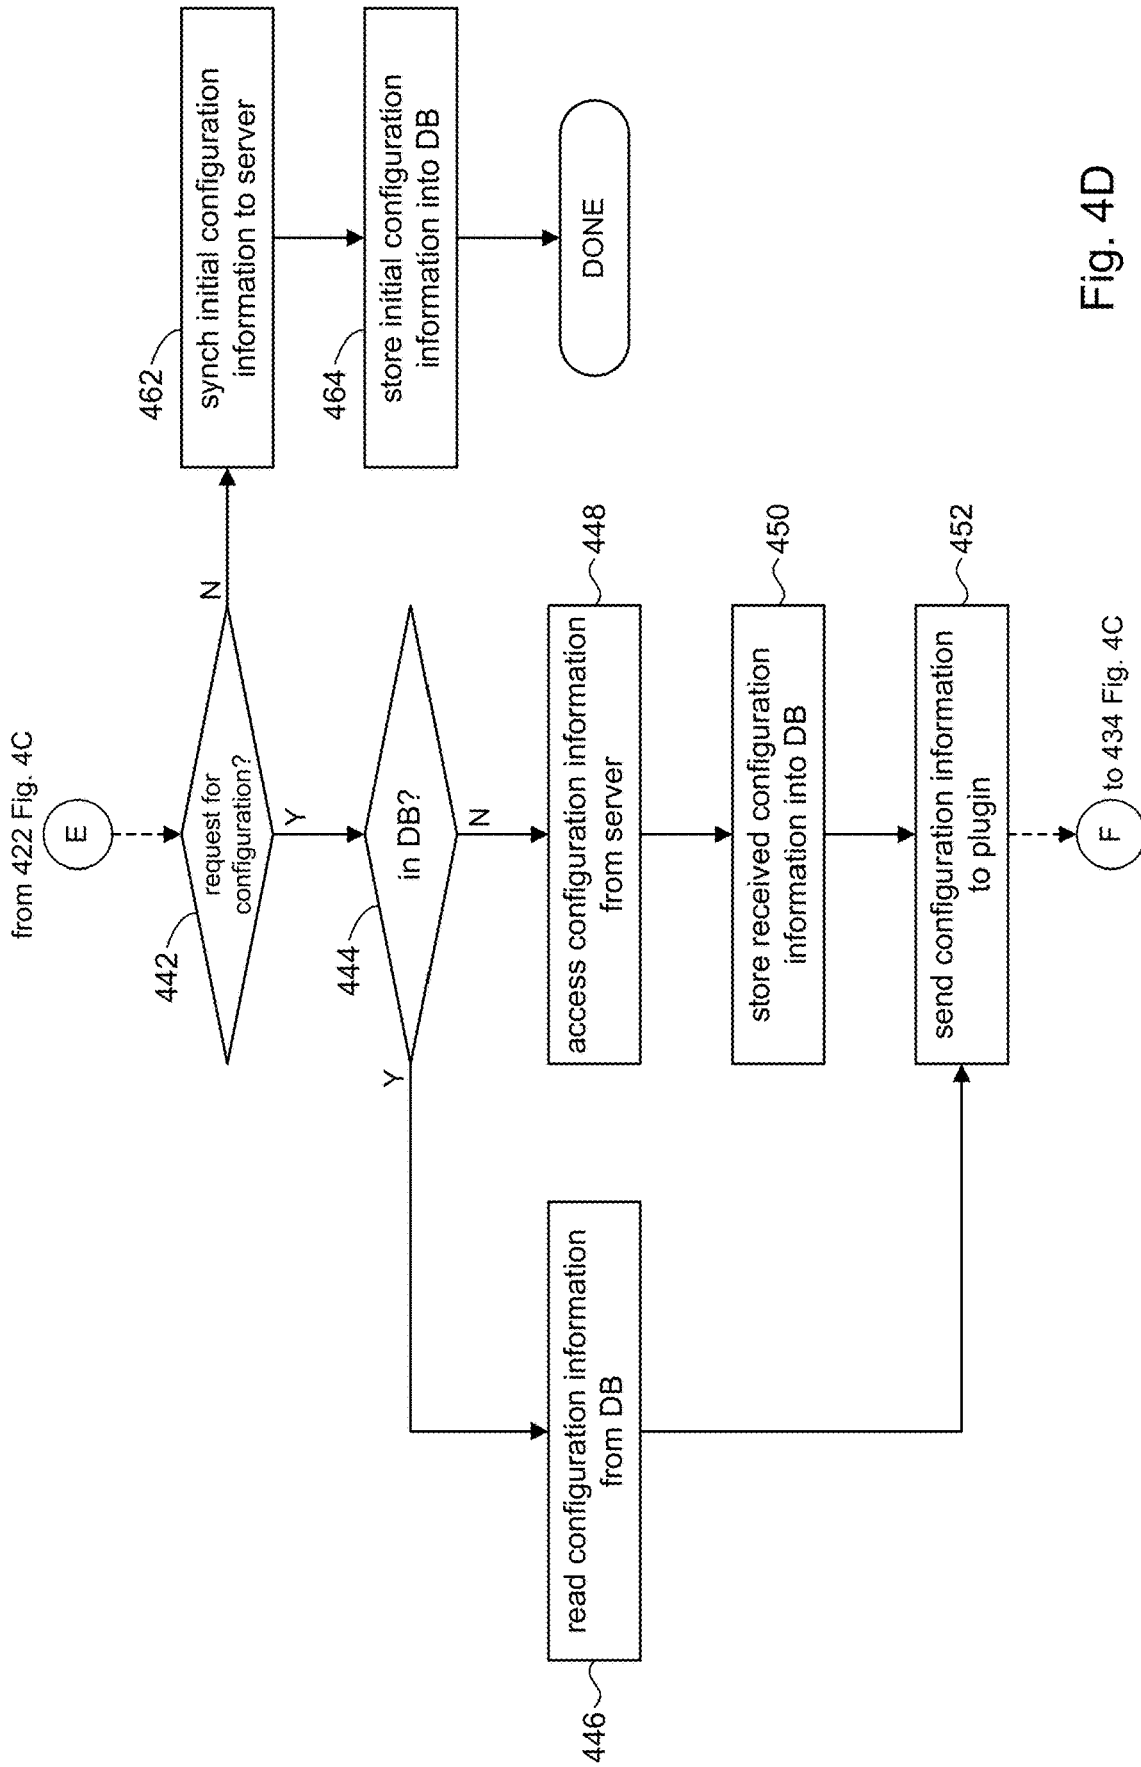 from 422 Fig. 4C
E
442
request for
configuration?
N
Y
462
synch initial configuration
information to server
464
store initial configuration
information into DB
DONE
444
in DB?
Y
N
446
read configuration information
from DB
448
access configuration information
from server
450
store received configuration
information into DB
452
send configuration information
to plugin
F
to 434 Fig. 4C
Fig. 4D